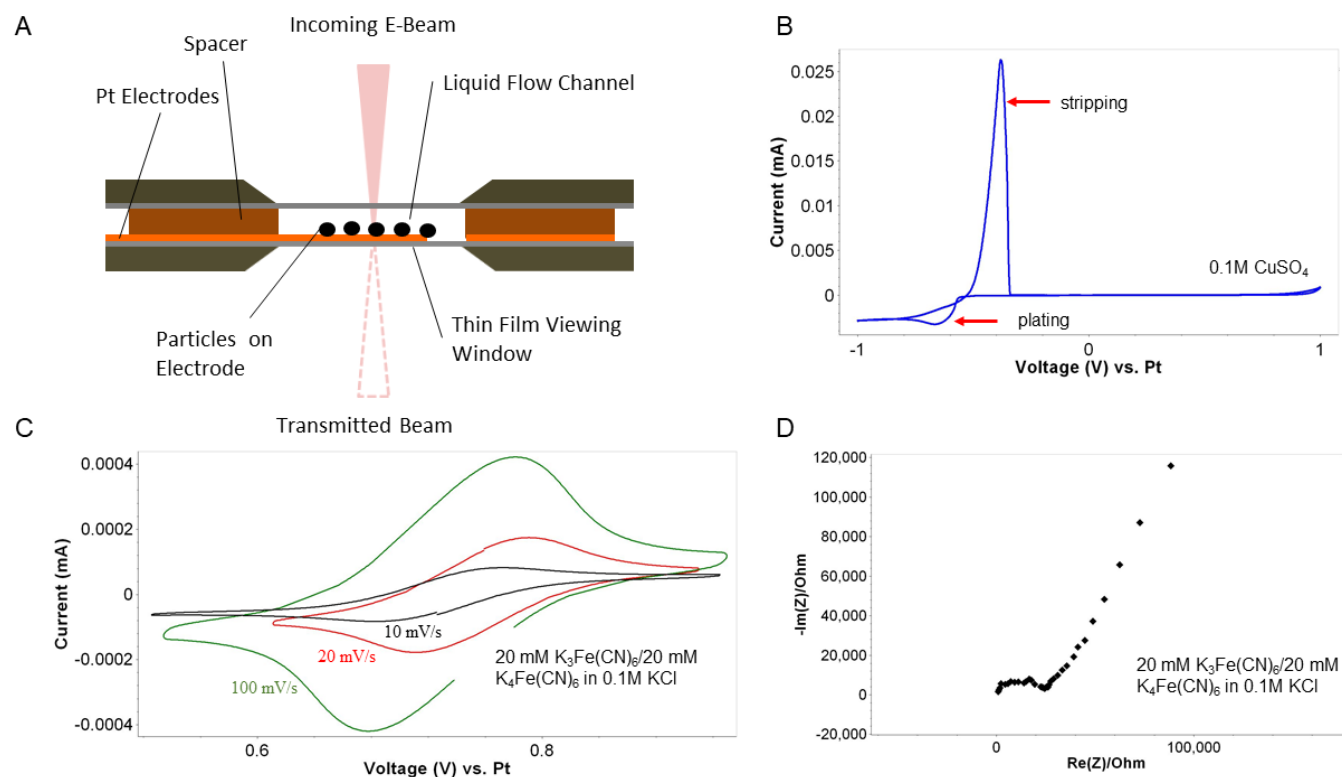 A
Incoming E-Beam
Spacer
Pt Electrodes
Liquid Flow Channel
Particles on
Electrode
Thin Film Viewing
Window
Transmitted Beam
B
0.025
0.02
0.015
0.01
0.005
0
Current (mA)
stripping
0.1M CuSO₄
plating
-1
0
1
Voltage (V) vs. Pt
C
0.0004
0.0002
0
-0.0002
-0.0004
Current (mA)
10 mV/s
20 mV/s
100 mV/s
20 mM K₃Fe(CN)₆/20 mM
K₄Fe(CN)₆ in 0.1M KCl
0.6
0.8
Voltage (V) vs. Pt
D
120,000
100,000
80,000
60,000
40,000
20,000
0
-20,000
-Im(Z)/Ohm
20 mM K₃Fe(CN)₆/20 mM
K₄Fe(CN)₆ in 0.1M KCl
0
100,000
Re(Z)/Ohm